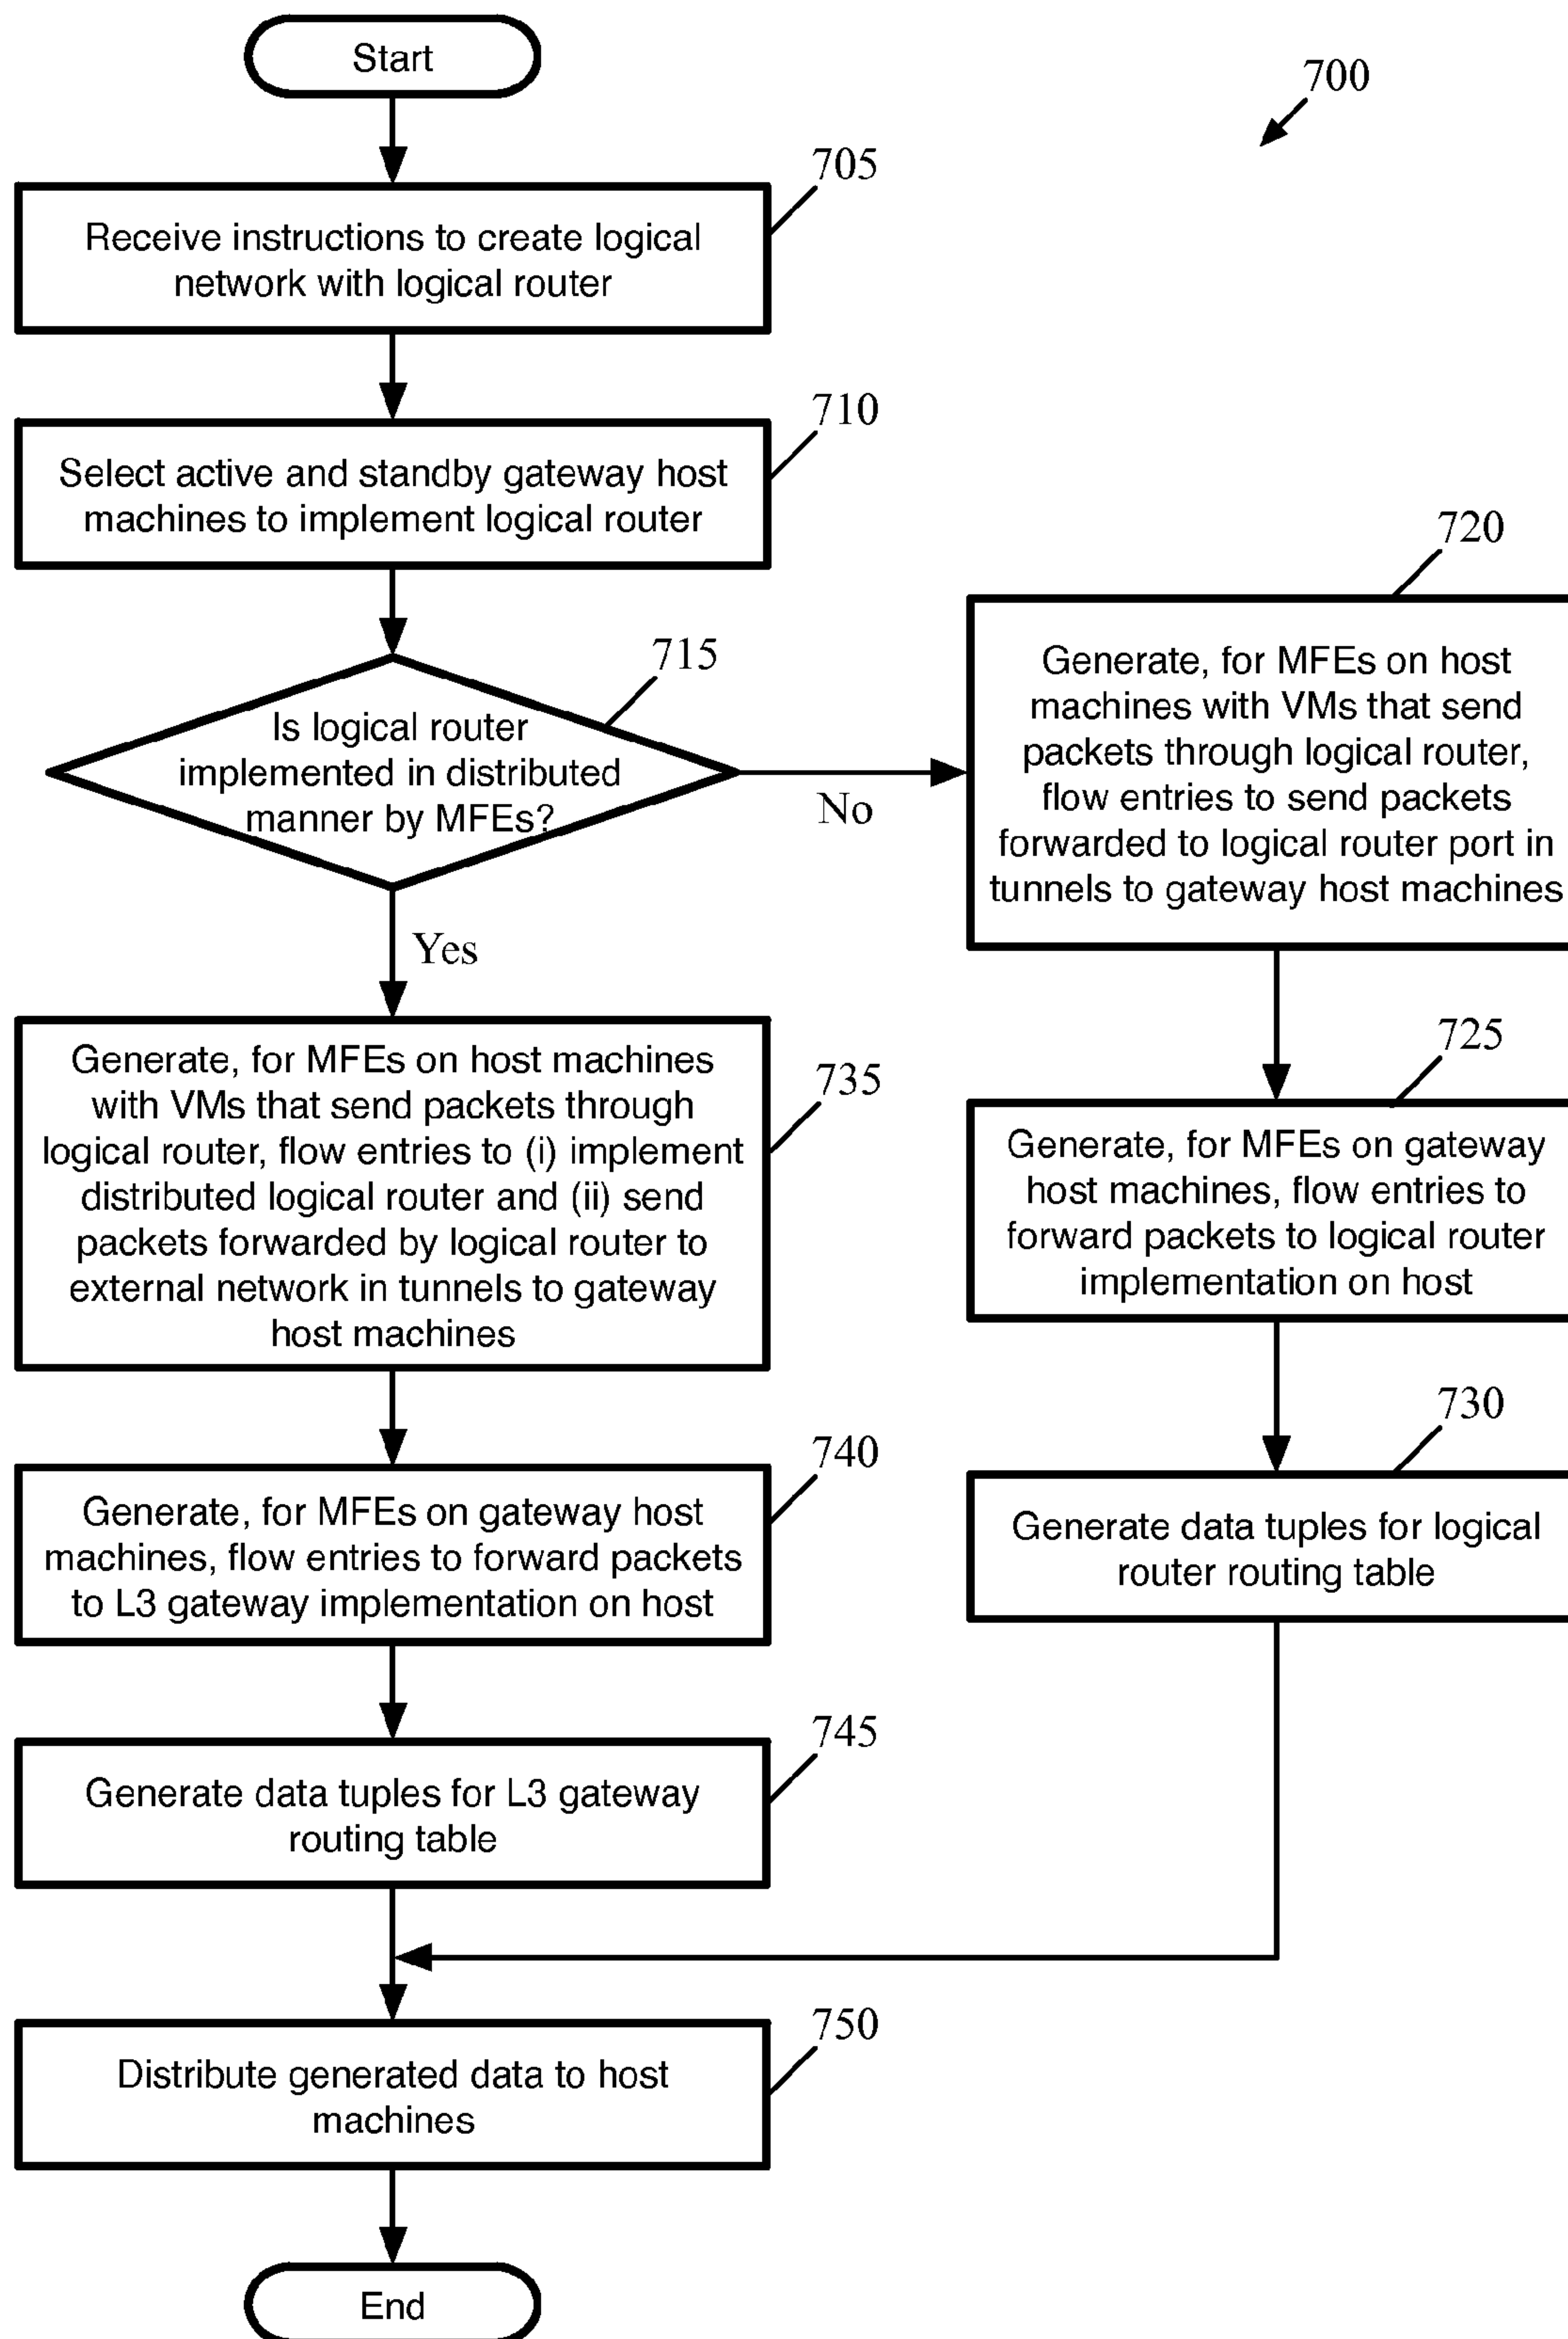 Start
700
705
Receive instructions to create logical
network with logical router
710
Select active and standby gateway host
machines to implement logical router
715
Is logical router
implemented in distributed
manner by MFEs?
No
Yes
720
Generate, for MFEs on host
machines with VMs that send
packets through logical router,
flow entries to send packets
forwarded to logical router port in
tunnels to gateway host machines
725
Generate, for MFEs on gateway
host machines, flow entries to
forward packets to logical router
implementation on host
730
Generate data tuples for logical
router routing table
735
Generate, for MFEs on host machines
with VMs that send packets through
logical router, flow entries to (i) implement
distributed logical router and (ii) send
packets forwarded by logical router to
external network in tunnels to gateway
host machines
740
Generate, for MFEs on gateway host
machines, flow entries to forward packets
to L3 gateway implementation on host
745
Generate data tuples for L3 gateway
routing table
750
Distribute generated data to host
machines
End